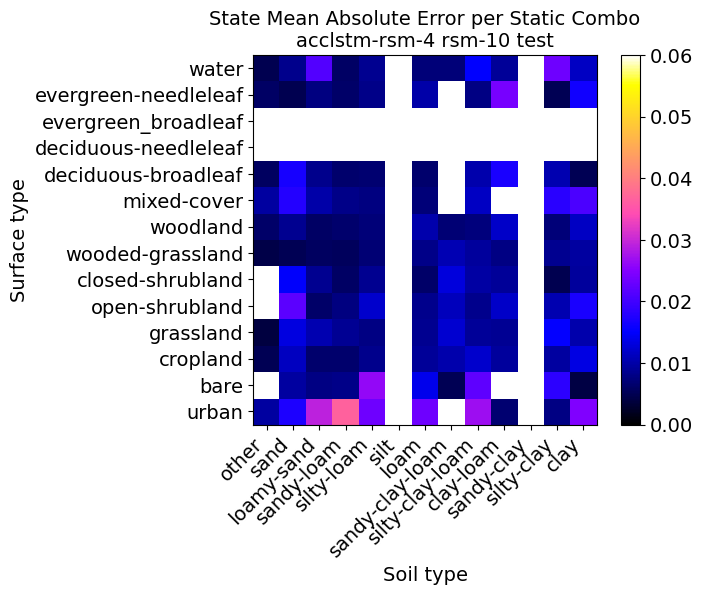 State Mean Absolute Error per Static Combo
acclstm-rsm-4 rsm-10 test
Surface type
water
evergreen-needleleaf
evergreen_broadleaf
deciduous-needleleaf
deciduous-broadleaf
mixed-cover
woodland
wooded-grassland
closed-shrubland
open-shrubland
grassland
cropland
bare
urban
other
sand
loamy-sand
sandy-loam
silty-loam
silt
loam
sandy-clay-loam
silty-clay-loam
clay-loam
sandy-clay
silty-clay
clay
Soil type
0.06
0.05
0.04
0.03
0.02
0.01
0.00